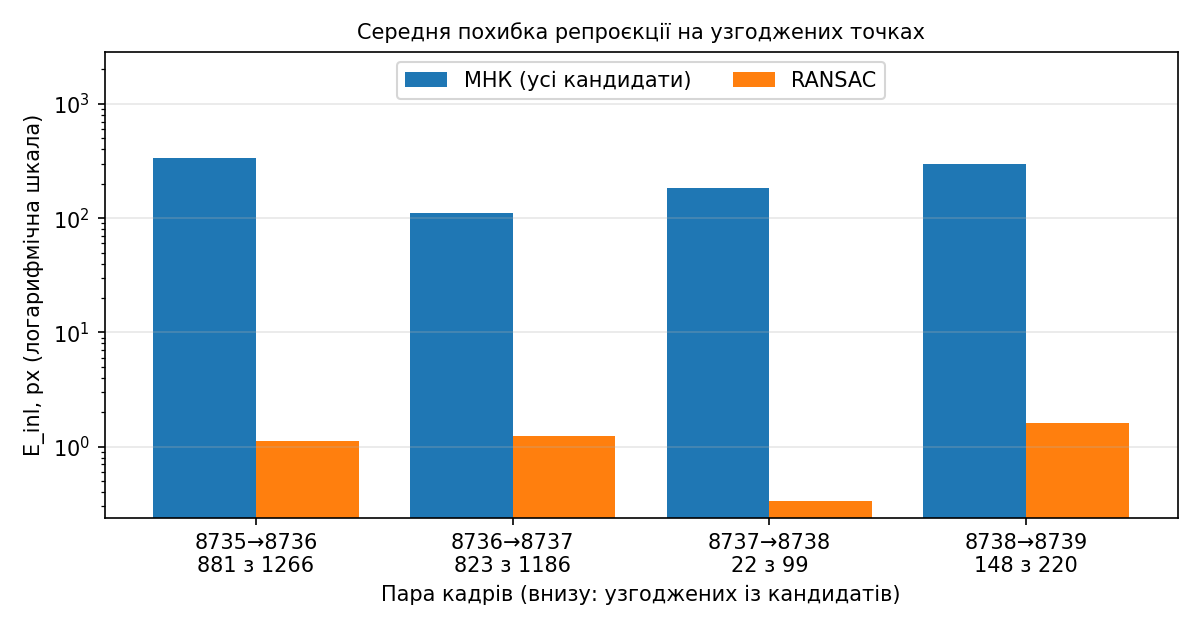 Середня похибка репроєкції на узгоджених точках
МНК (усі кандидати)
RANSAC
E_inl, px (логарифмічна шкала)
10³
10²
10¹
10⁰
8735→8736
881 з 1266
8736→8737
823 з 1186
8737→8738
22 з 99
8738→8739
148 з 220
Пара кадрів (внизу: узгоджених із кандидатів)